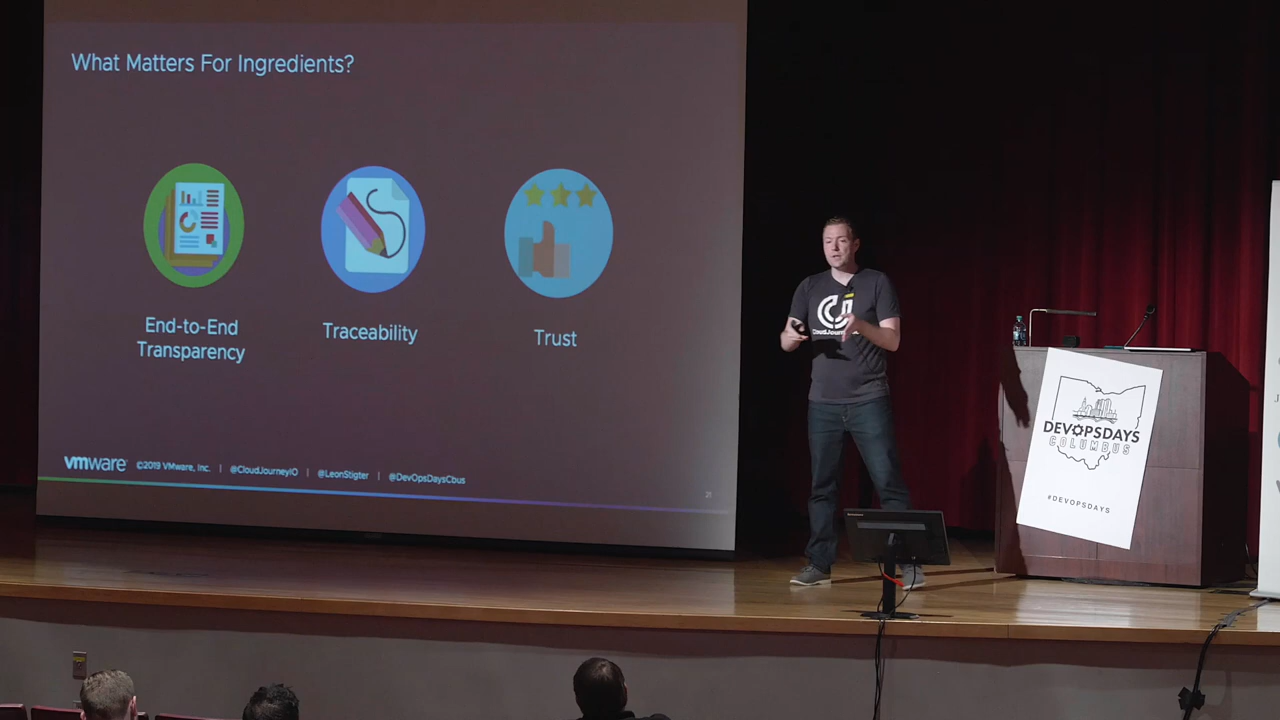 What Matters For Ingredients?
End-to-End
Transparency
Traceability
Trust
vmware ©2019 VMware, Inc. | @CloudJourneyIO | @LeonStigter | @DevOpsDaysCbus
21
DEVOPSDAYS
COLUMBUS
#DEVOPSDAYS